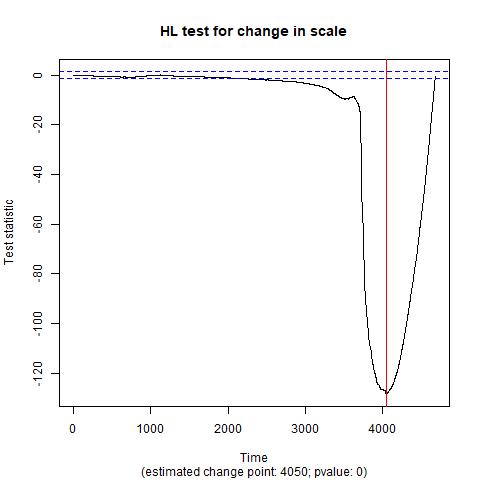 HL test for change in scale
Test statistic
0
-20
-40
-60
-80
-100
-120
0 1000 2000 3000 4000
Time
(estimated change point: 4050; pvalue: 0)